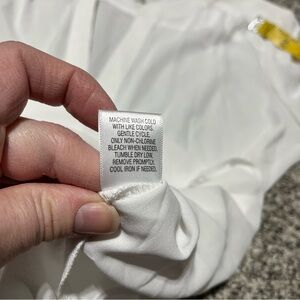 MACHINE WASH COLD
WITH LIKE COLORS,
GENTLE CYCLE.
ONLY NON-CHLORINE
BLEACH WHEN NEEDED.
TUMBLE DRY LOW.
REMOVE PROMPTLY.
COOL IRON IF NEEDED.